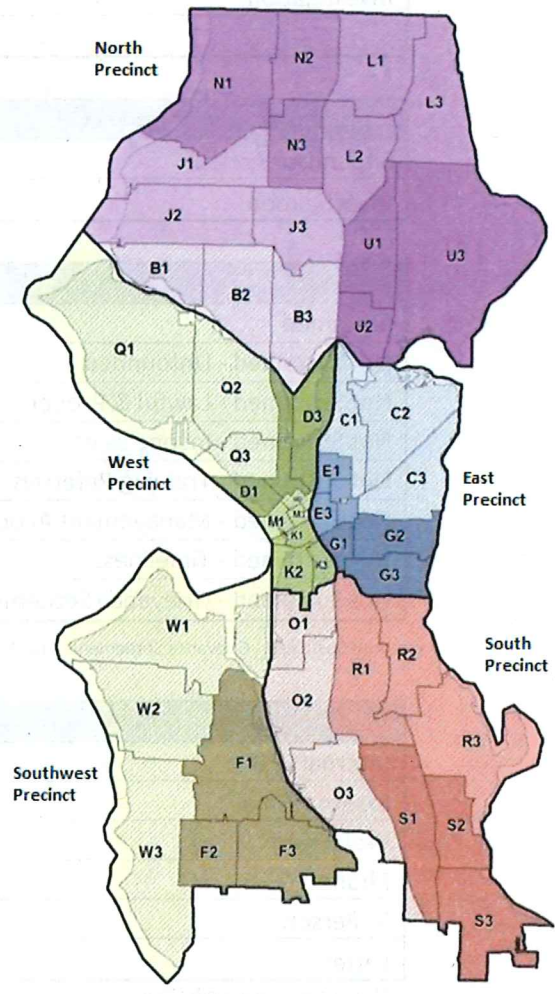 North
Precinct
N1
N2
L1
L3
N3
L2
J1
J2
J3
U1
U3
B1
B2
B3
U2
Q1
Q2
D3
C1
C2
Q3
West
Precinct
E1
C3
East
Precinct
D1
M1
E3
K1
G1
G2
K2
K3
G3
W1
O1
R1
R2
South
Precinct
W2
O2
R3
Southwest
Precinct
F1
O3
S1
S2
W3
F2
F3
S3